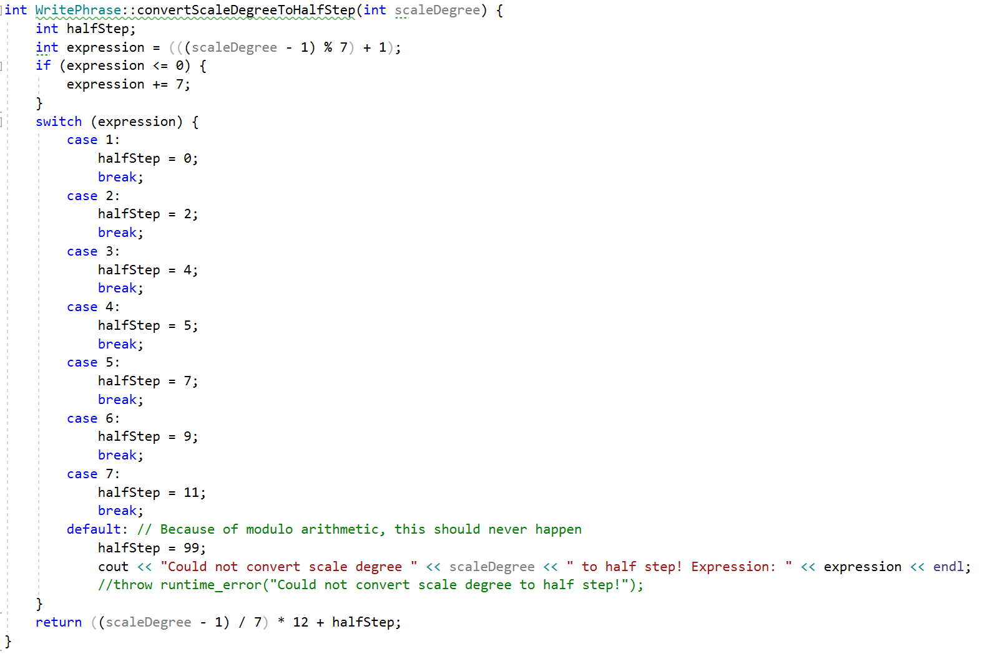 int WritePhrase::convertScaleDegreeToHalfStep(int scaleDegree) {
    int halfStep;
    int expression = (((scaleDegree - 1) % 7) + 1);
    if (expression <= 0) {
        expression += 7;
    }
    switch (expression) {
        case 1:
            halfStep = 0;
            break;
        case 2:
            halfStep = 2;
            break;
        case 3:
            halfStep = 4;
            break;
        case 4:
            halfStep = 5;
            break;
        case 5:
            halfStep = 7;
            break;
        case 6:
            halfStep = 9;
            break;
        case 7:
            halfStep = 11;
            break;
        default: // Because of modulo arithmetic, this should never happen
            halfStep = 99;
            cout << "Could not convert scale degree " << scaleDegree << " to half step! Expression: " << expression << endl;
            //throw runtime_error("Could not convert scale degree to half step!");
    }
    return ((scaleDegree - 1) / 7) * 12 + halfStep;
}